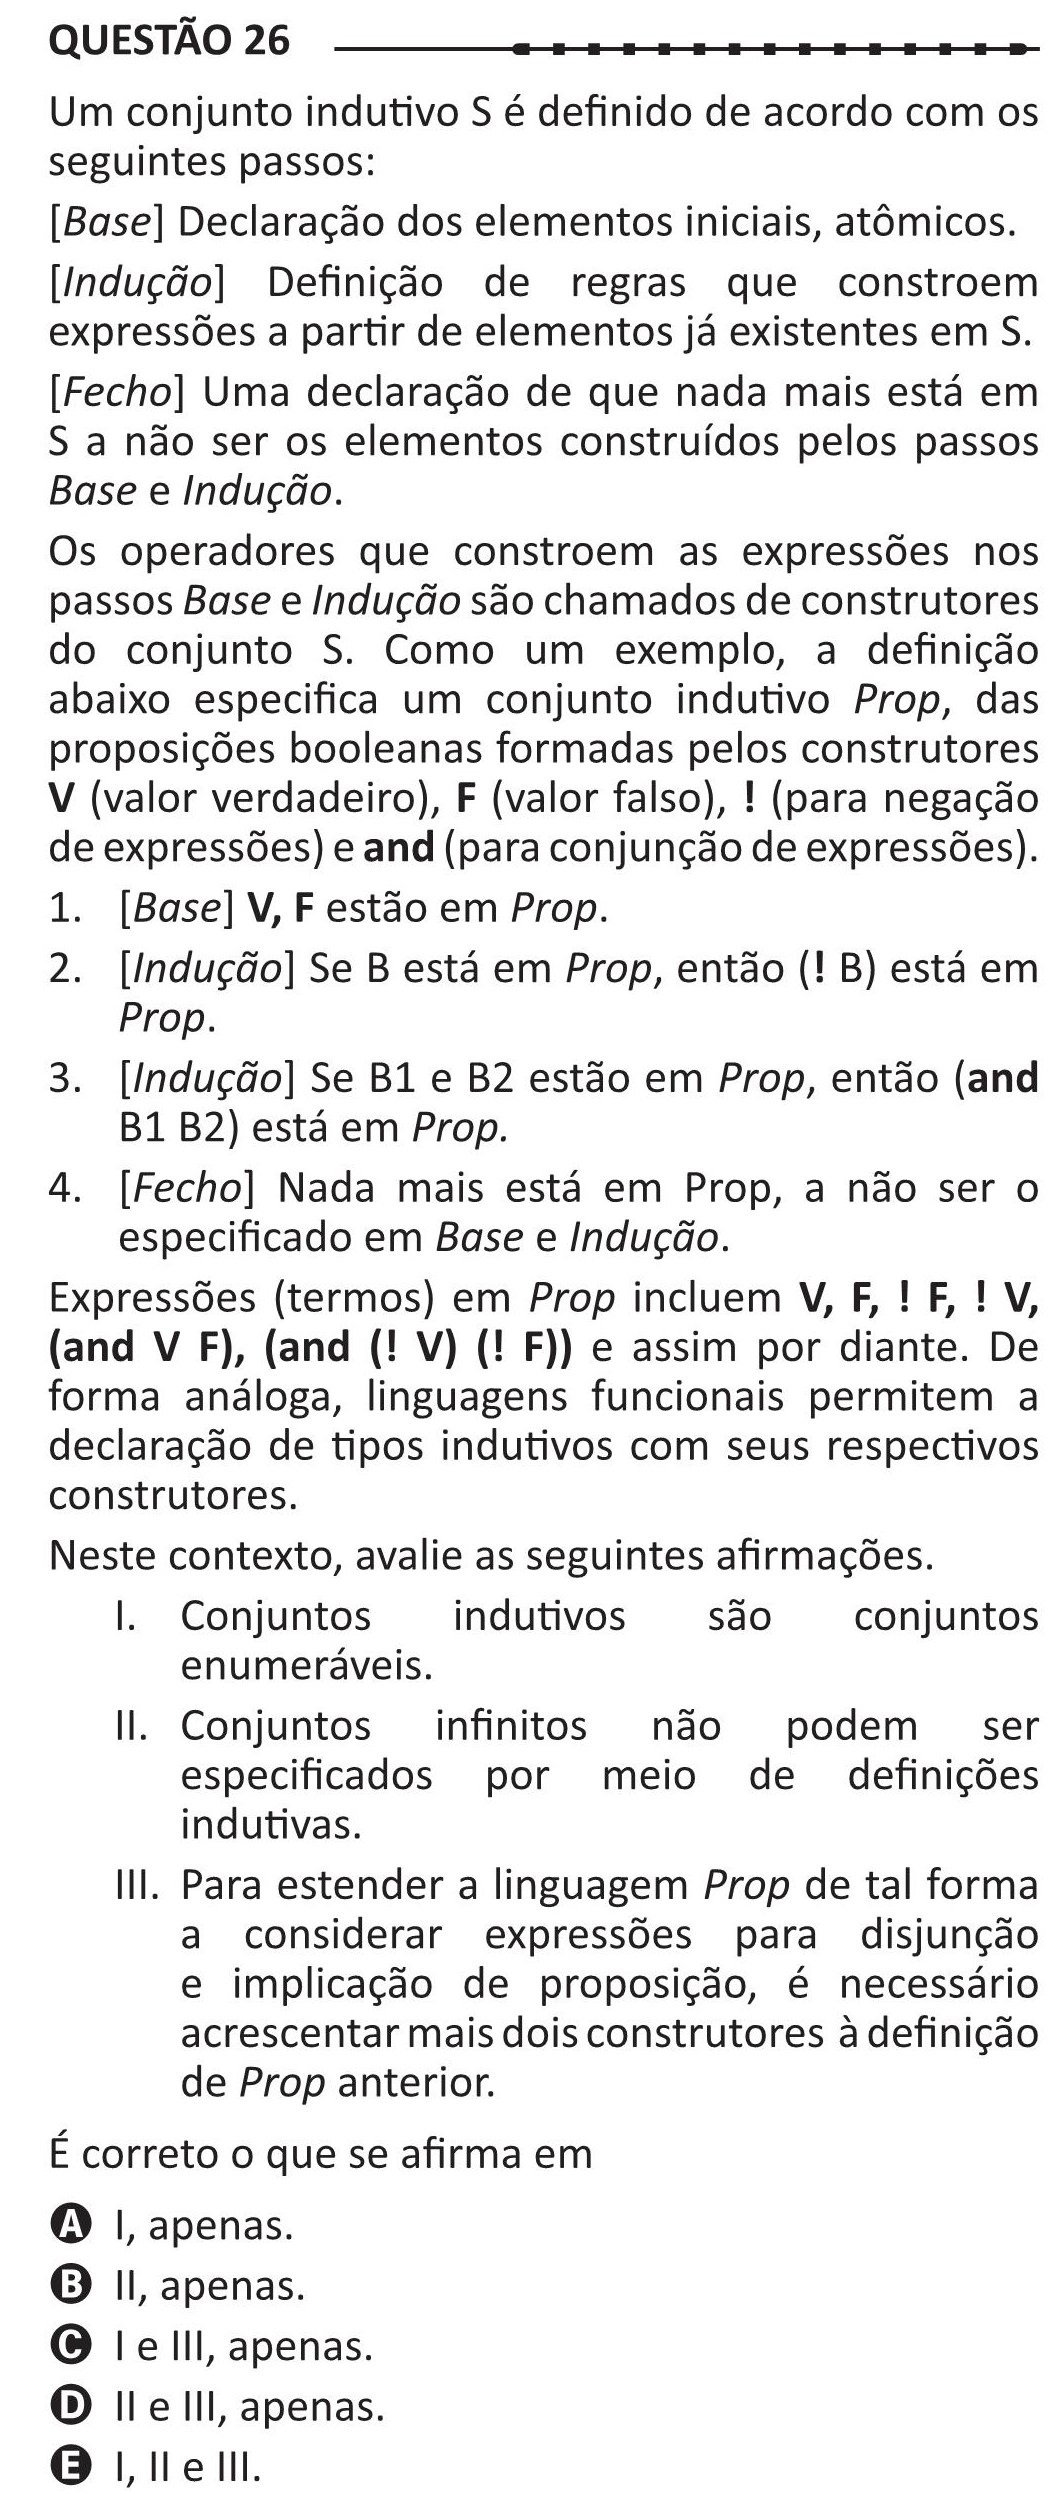 QUESTÃO 26
Um conjunto indutivo S é definido de acordo com os
seguintes passos:
[Base] Declaração dos elementos iniciais, atômicos.
[Indução] Definição de regras que constroem
expressões a partir de elementos já existentes em S.
[Fecho] Uma declaração de que nada mais está em
S a não ser os elementos construídos pelos passos
Base e Indução.
Os operadores que constroem as expressões nos
passos Base e Indução são chamados de construtores
do conjunto S. Como um exemplo, a definição
abaixo especifica um conjunto indutivo Prop, das
proposições booleanas formadas pelos construtores
V (valor verdadeiro), F (valor falso), ! (para negação
de expressões) e and (para conjunção de expressões).
1. [Base] V, F estão em Prop.
2. [Indução] Se B está em Prop, então (! B) está em
Prop.
3. [Indução] Se B1 e B2 estão em Prop, então (and
B1 B2) está em Prop.
4. [Fecho] Nada mais está em Prop, a não ser o
especificado em Base e Indução.
Expressões (termos) em Prop incluem V, F, ! F, ! V,
(and V F), (and (! V) (! F)) e assim por diante. De
forma análoga, linguagens funcionais permitem a
declaração de tipos indutivos com seus respectivos
construtores.
Neste contexto, avalie as seguintes afirmações.
I. Conjuntos indutivos são conjuntos
enumeráveis.
II. Conjuntos infinitos não podem ser
especificados por meio de definições
indutivas.
III. Para estender a linguagem Prop de tal forma
a considerar expressões para disjunção
e implicação de proposição, é necessário
acrescentar mais dois construtores à definição
de Prop anterior.
É correto o que se afirma em
A I, apenas.
B II, apenas.
C I e III, apenas.
D II e III, apenas.
E I, II e III.